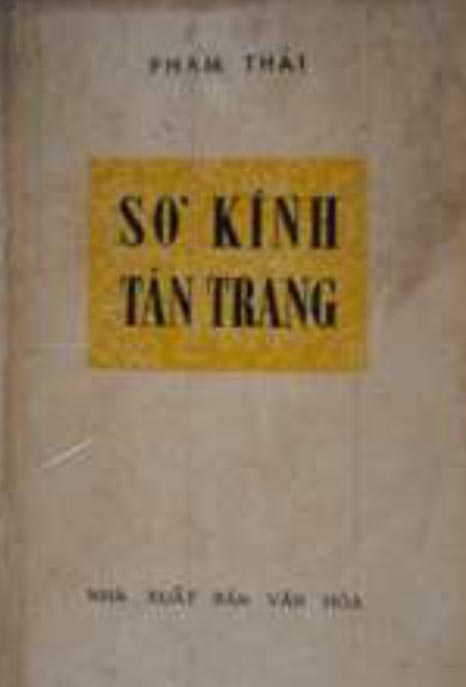 PHẠM THÁI
SƠ KÍNH
TÂN TRANG
NHÀ XUẤT BẢN VĂN HÓA